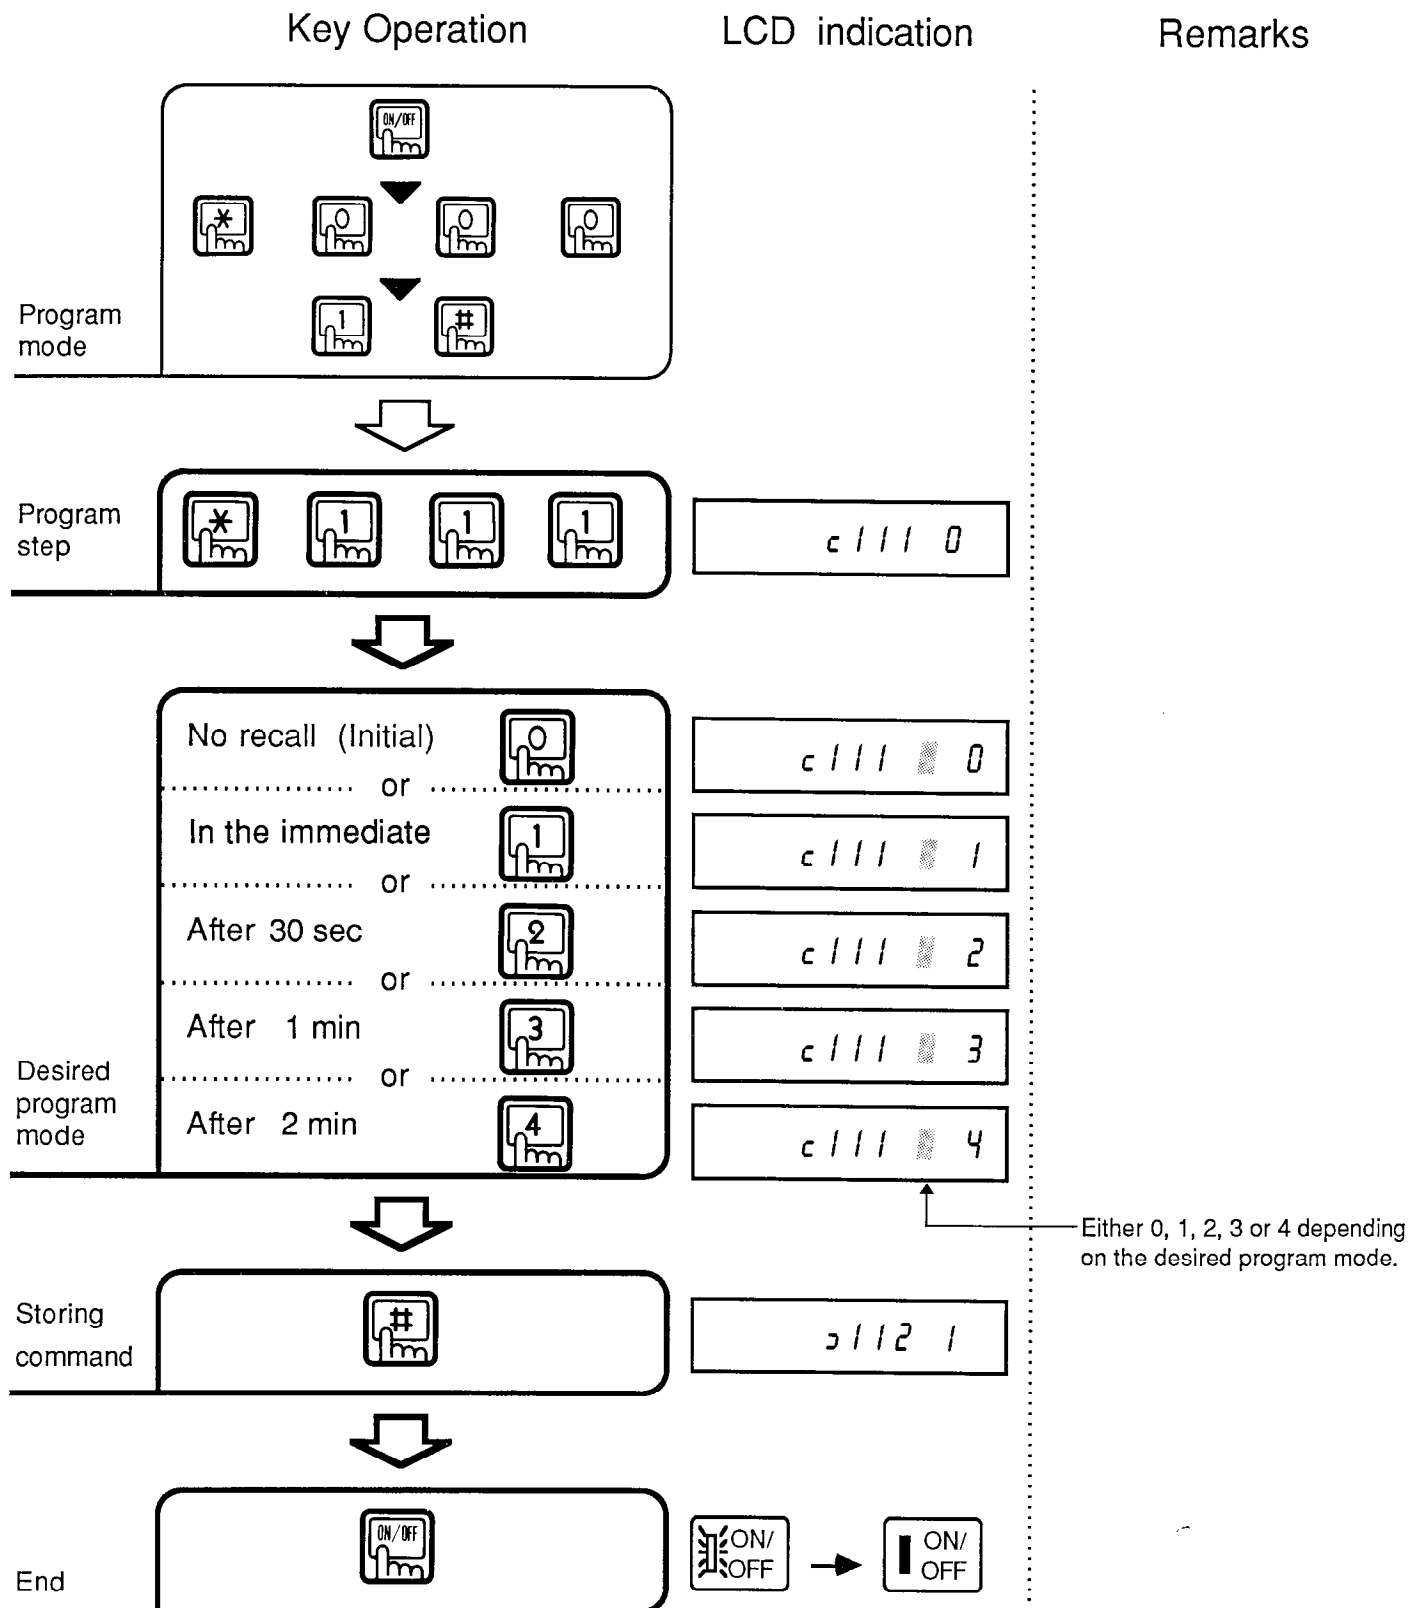 Key Operation LCD indication Remarks
ON/OFF
* 0 0 0
1 #
Program
mode
Program
step
* 1 1 1
c111 0
No recall (Initial) 0 c111 0
or
In the immediate 1 c111 1
or
After 30 sec 2 c111 2
or
After 1 min 3 c111 3
or
After 2 min 4 c111 4
Desired
program
mode
Either 0, 1, 2, 3 or 4 depending
on the desired program mode.
Storing
command
#
ɔ112 1
End
ON/OFF
ON/
OFF
ON/
OFF